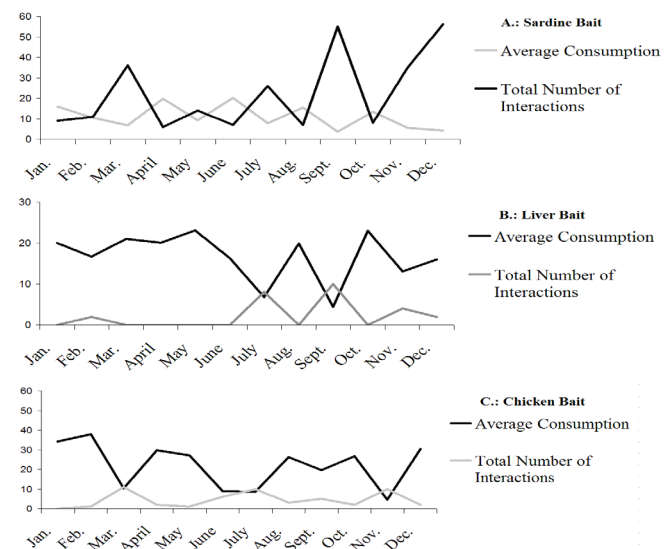 A.: Sardine Bait
Average Consumption
Total Number of
Interactions
60
50
40
30
20
10
0
Jan. Feb. Mar. April May June July Aug. Sept. Oct. Nov. Dec.
B.: Liver Bait
Average Consumption
Total Number of
Interactions
30
20
10
0
Jan. Feb. Mar. April May June July Aug. Sept. Oct. Nov. Dec.
C.: Chicken Bait
Average Consumption
Total Number of
Interactions
60
50
40
30
20
10
0
Jan. Feb. Mar. April May June July Aug. Sept. Oct. Nov. Dec.